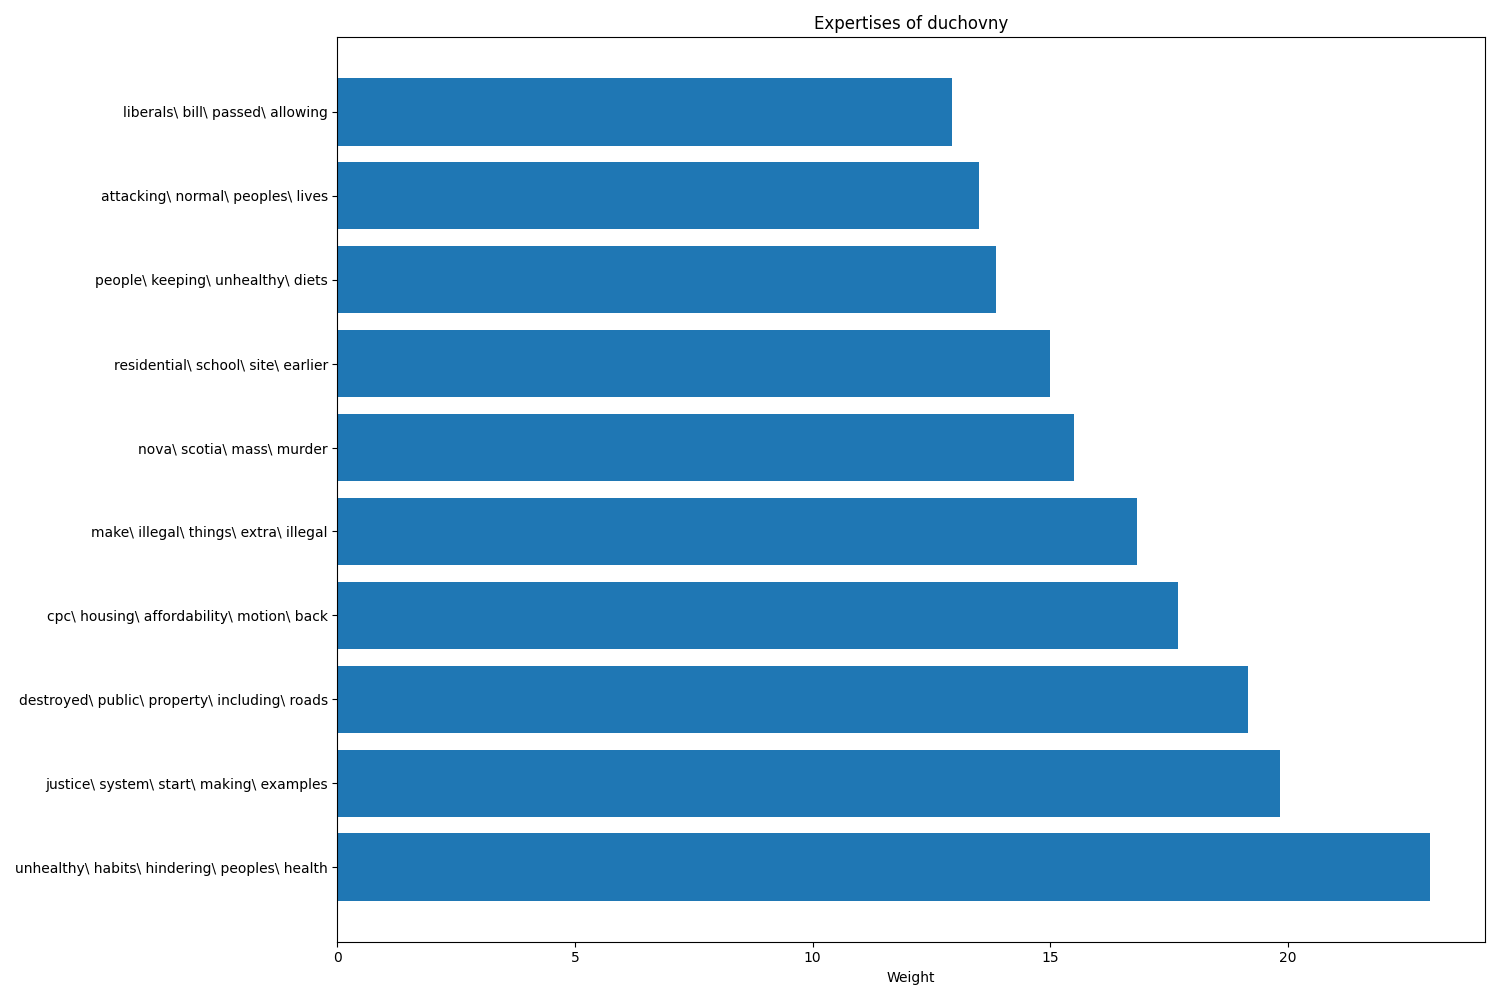 Expertises of duchovny
liberals\ bill\ passed\ allowing
attacking\ normal\ peoples\ lives
people\ keeping\ unhealthy\ diets
residential\ school\ site\ earlier
nova\ scotia\ mass\ murder
make\ illegal\ things\ extra\ illegal
cpc\ housing\ affordability\ motion\ back
destroyed\ public\ property\ including\ roads
justice\ system\ start\ making\ examples
unhealthy\ habits\ hindering\ peoples\ health
0 5 10 15 20
Weight